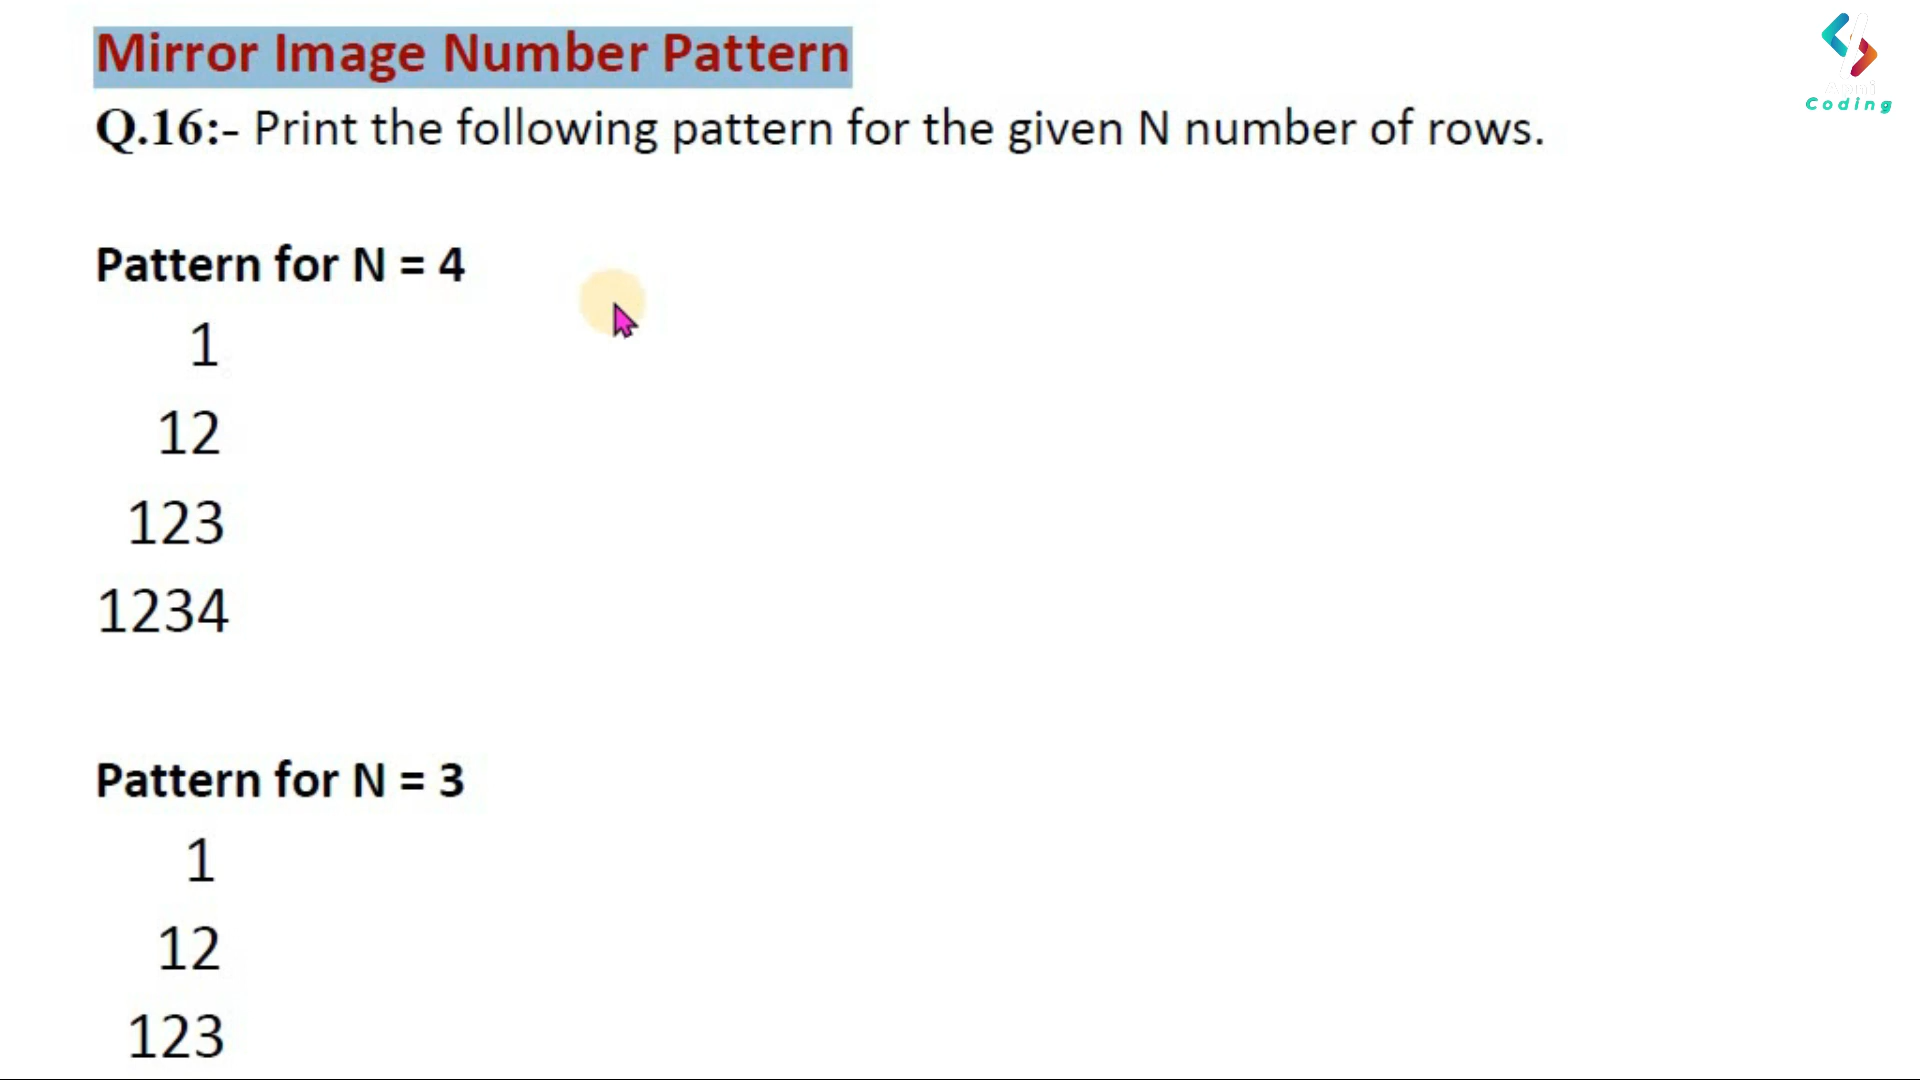 Mirror Image Number Pattern
Coding
Q.16:- Print the following pattern for the given N number of rows.
Pattern for N = 4
1
12
123
1234
Pattern for N = 3
1
12
123